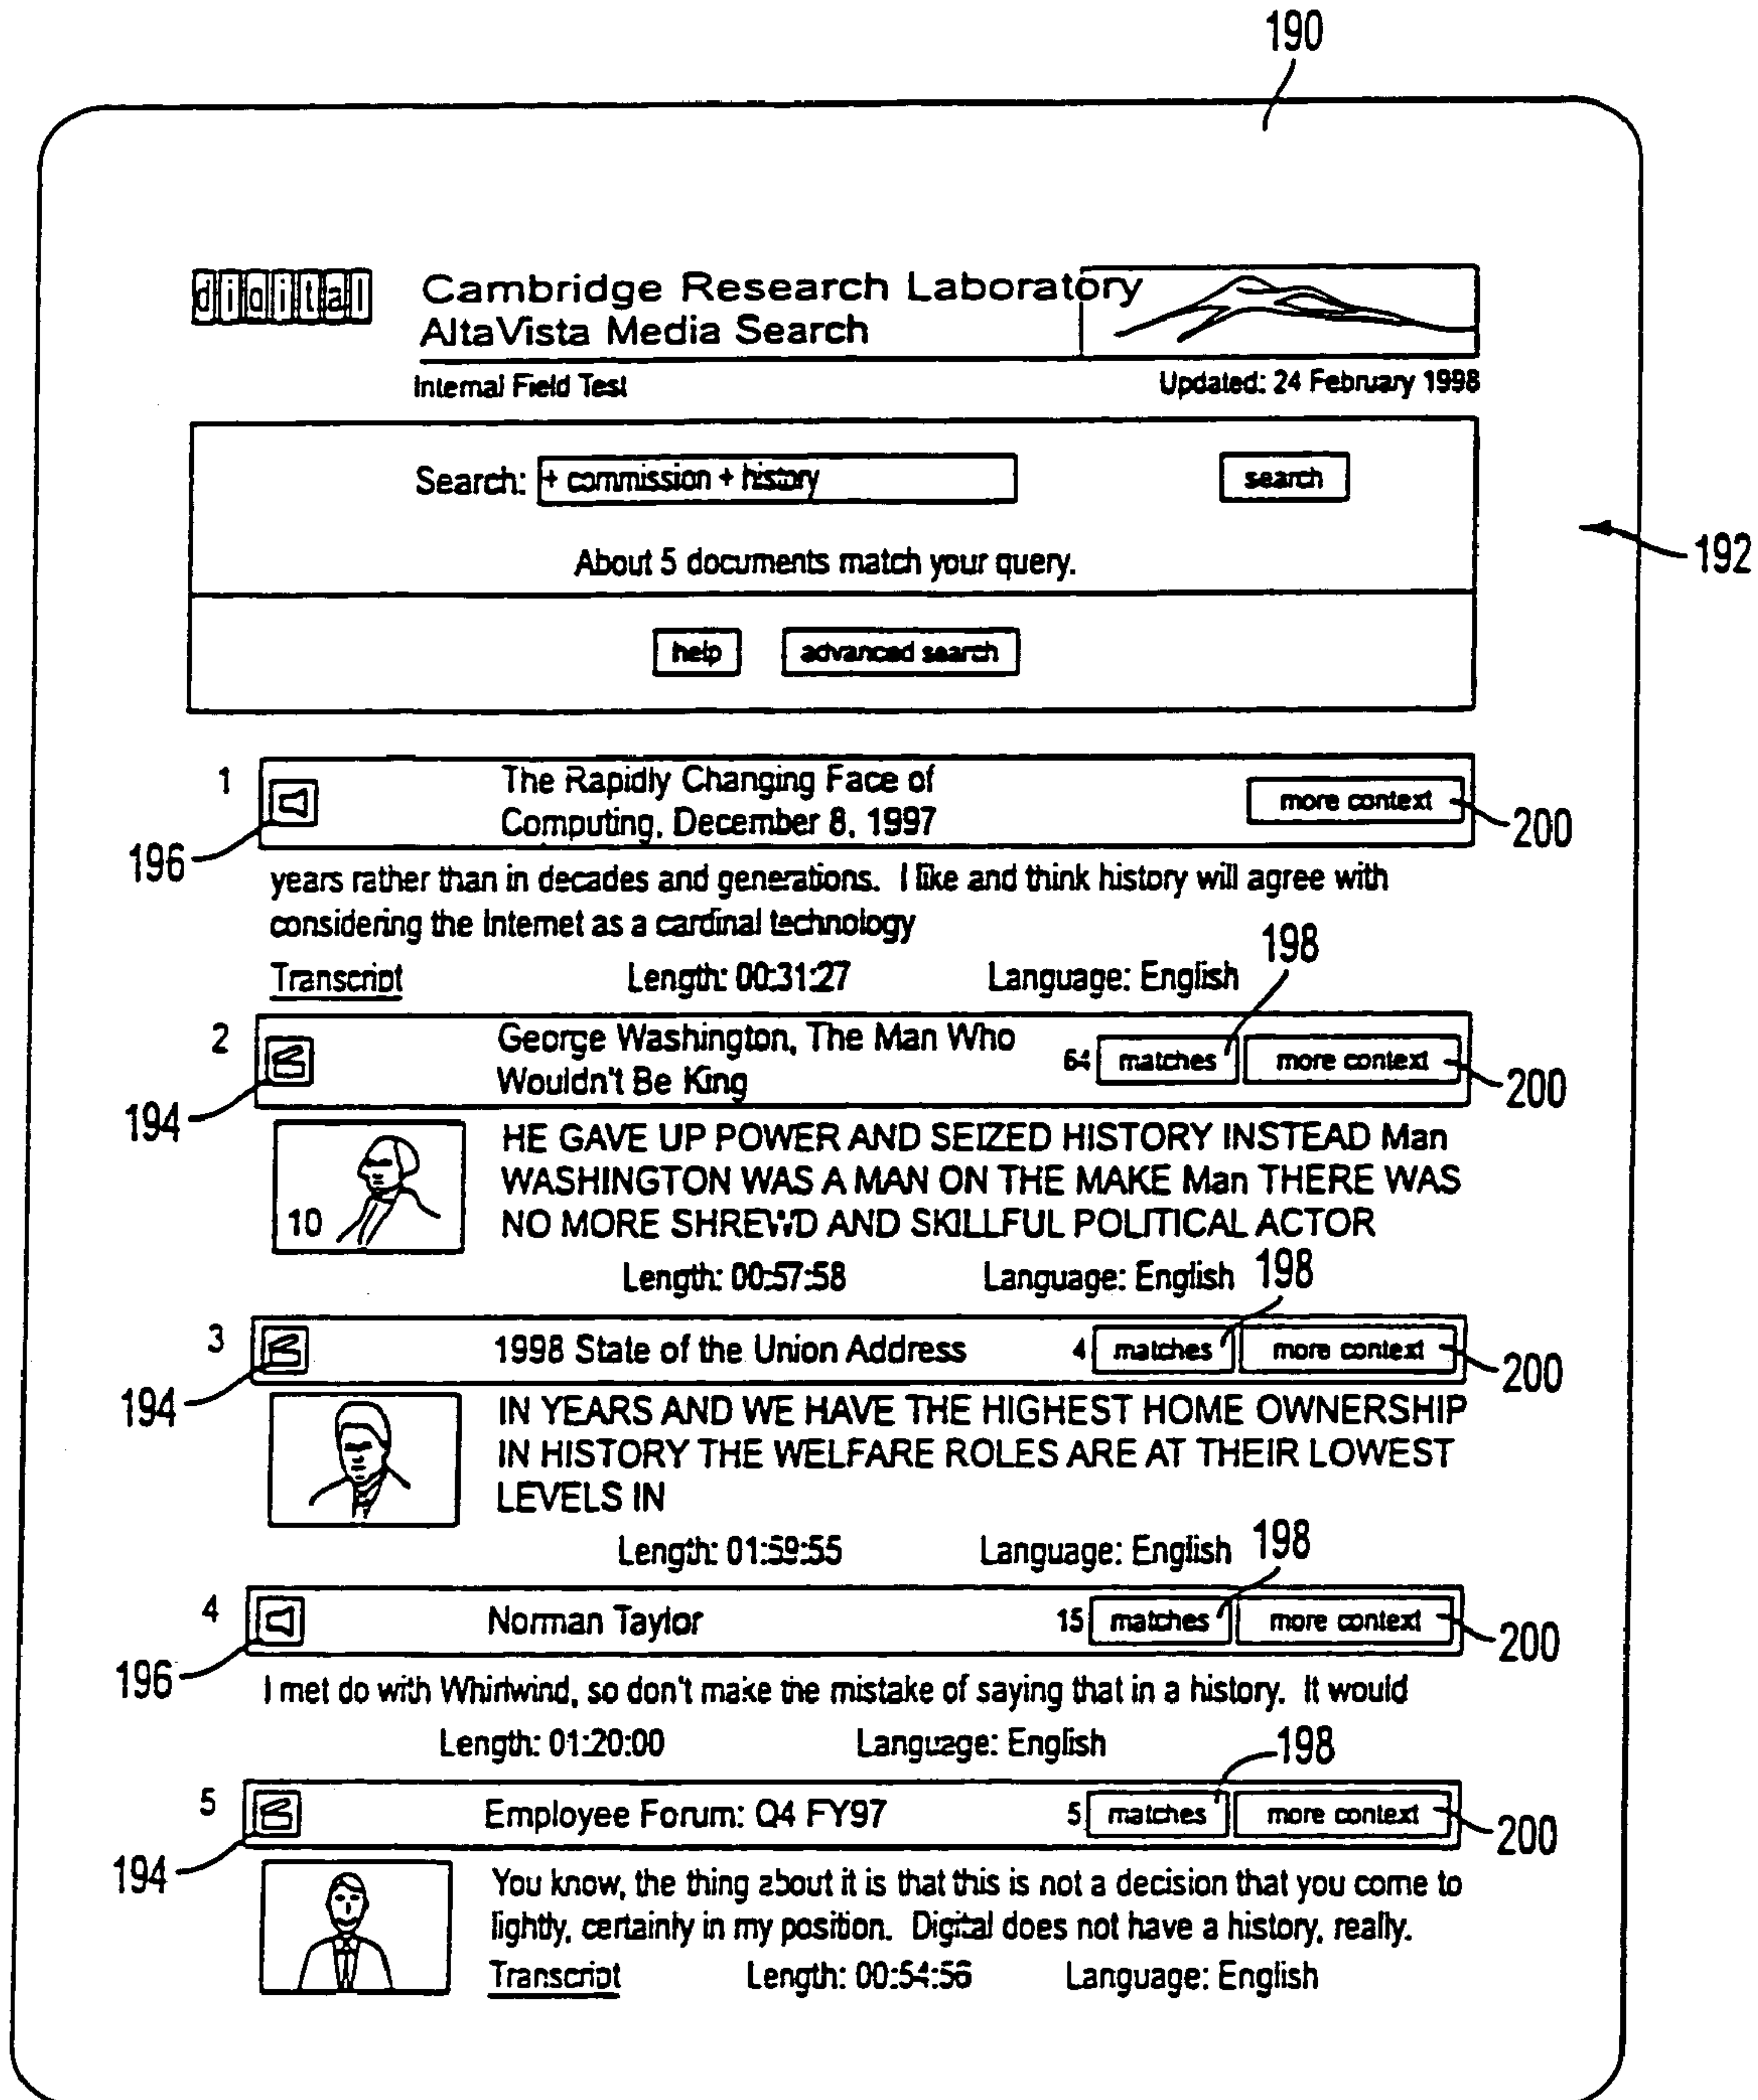 190
digital
Cambridge Research Laboratory
AltaVista Media Search
Internal Field Test
Updated: 24 February 1998
Search: + commission + history
search
192
About 5 documents match your query.
help
advanced search
1
The Rapidly Changing Face of
Computing, December 8, 1997
more context
200
196
years rather than in decades and generations. I like and think history will agree with
considering the Internet as a cardinal technology
198
Transcript
Length: 00:31:27
Language: English
2
George Washington, The Man Who
Wouldn't Be King
64 matches
more context
200
194
10
HE GAVE UP POWER AND SEIZED HISTORY INSTEAD Man
WASHINGTON WAS A MAN ON THE MAKE Man THERE WAS
NO MORE SHREWD AND SKILLFUL POLITICAL ACTOR
Length: 00:57:58
Language: English
198
3
1998 State of the Union Address
4 matches
more context
200
194
IN YEARS AND WE HAVE THE HIGHEST HOME OWNERSHIP
IN HISTORY THE WELFARE ROLES ARE AT THEIR LOWEST
LEVELS IN
Length: 01:59:55
Language: English
198
4
Norman Taylor
15 matches
more context
200
196
I met do with Whirlwind, so don't make the mistake of saying that in a history. It would
Length: 01:20:00
Language: English
198
5
Employee Forum: Q4 FY97
5 matches
more context
200
194
You know, the thing about it is that this is not a decision that you come to
lightly, certainly in my position. Digital does not have a history, really.
Transcript
Length: 00:54:56
Language: English